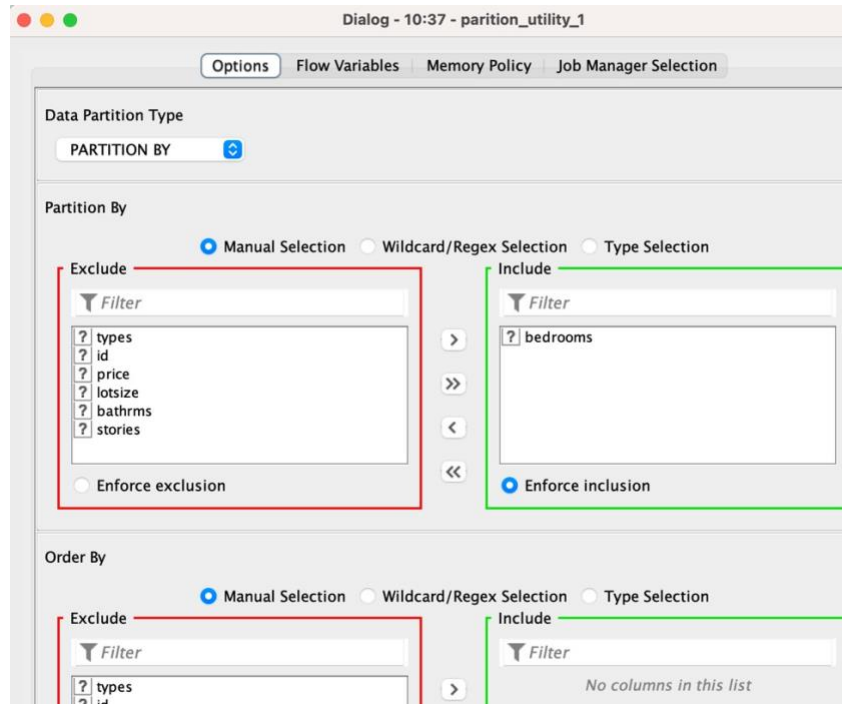 Dialog - 10:37 - parition_utility_1
Options Flow Variables Memory Policy Job Manager Selection
Data Partition Type
PARTITION BY
Partition By
Manual Selection Wildcard/Regex Selection Type Selection
Exclude Include
Filter Filter
? types ? bedrooms
? id
? price
? lotsize
? bathrms
? stories
Enforce exclusion Enforce inclusion
Order By
Manual Selection Wildcard/Regex Selection Type Selection
Exclude Include
Filter Filter
? types No columns in this list
? id